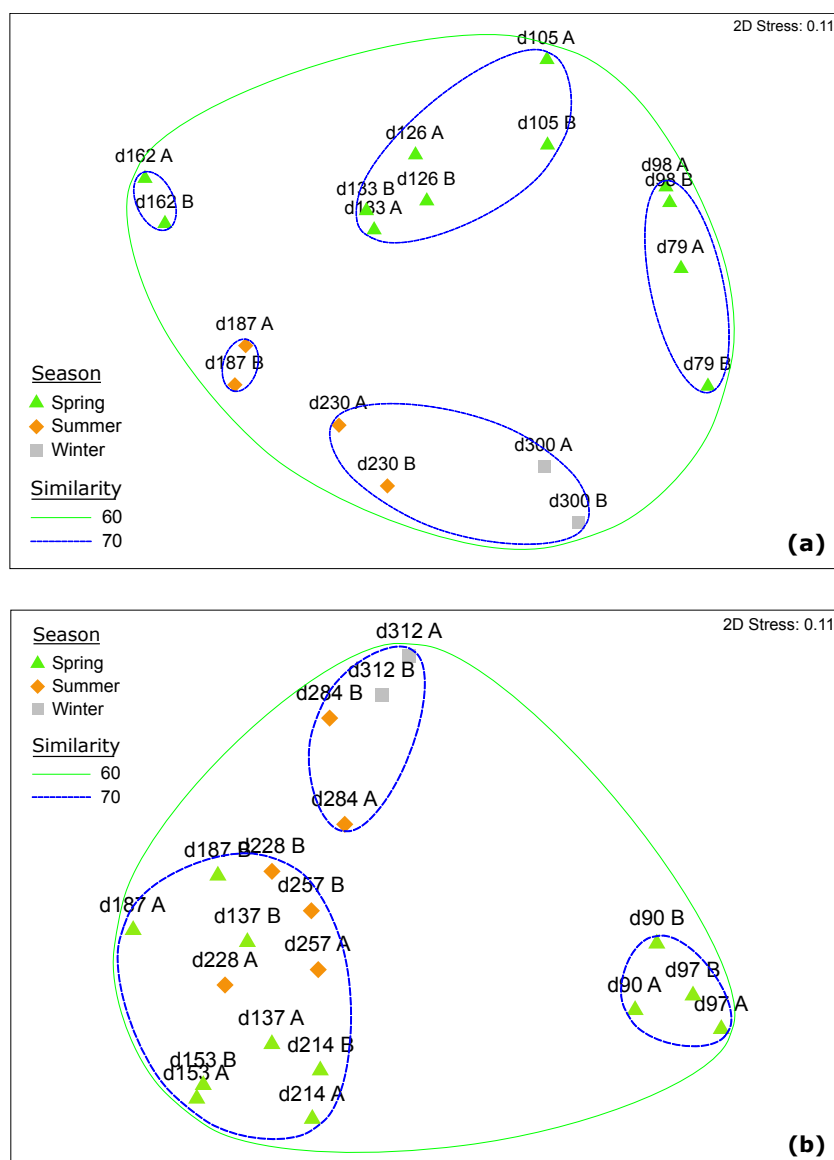 2D Stress: 0.11
d105 A
d126 A
d105 B
d162 A
d98 A
d98 B
d133 B
d126 B
d162 B
d133 A
d79 A
d187 A
d187 B
d79 B
Season
Spring
Summer
Winter
d230 A
d300 A
d230 B
d300 B
Similarity
60
70
(a)
2D Stress: 0.11
Season
Spring
Summer
Winter
d312 A
d312 B
d284 B
Similarity
60
70
d284 A
d228 B
d187 B
d257 B
d187 A
d137 B
d90 B
d257 A
d228 A
d97 B
d90 A
d97 A
d137 A
d214 B
d153 B
d153 A
d214 A
(b)